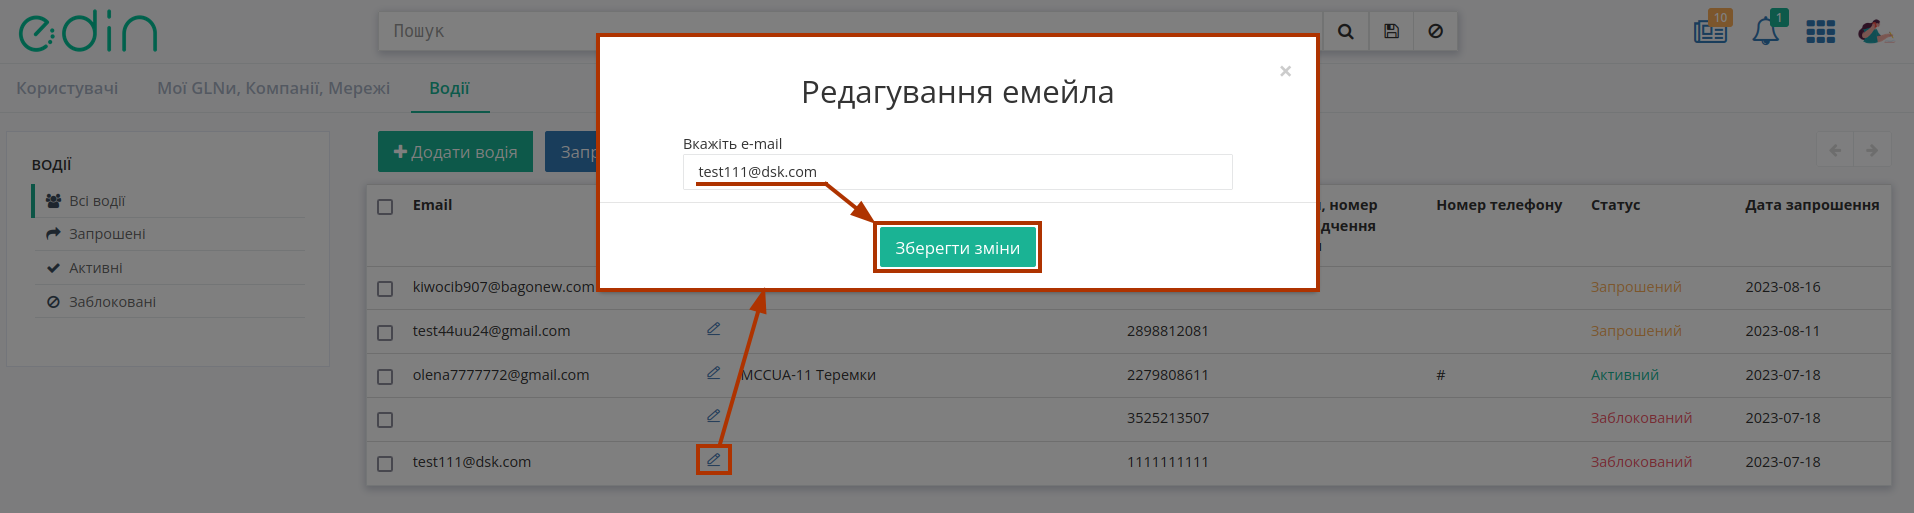 edin
Пошук
10
1
Користувачі
Мої GLNи, Компанії, Мережі
Водії
×
Редагування емейла
Вкажіть e-mail
test111@dsk.com
Зберегти зміни
ВОДІЇ
Всі водії
Запрошені
Активні
Заблоковані
Додати водія
Запр
Email
, номер
дчення
Номер телефону
Статус
Дата запрошення
kiwocib907@bagonew.com
Запрошений
2023-08-16
test44uu24@gmail.com
2898812081
Запрошений
2023-08-11
olena7777772@gmail.com
МССUA-11 Теремки
2279808611
#
Активний
2023-07-18
3525213507
Заблокований
2023-07-18
test111@dsk.com
1111111111
Заблокований
2023-07-18